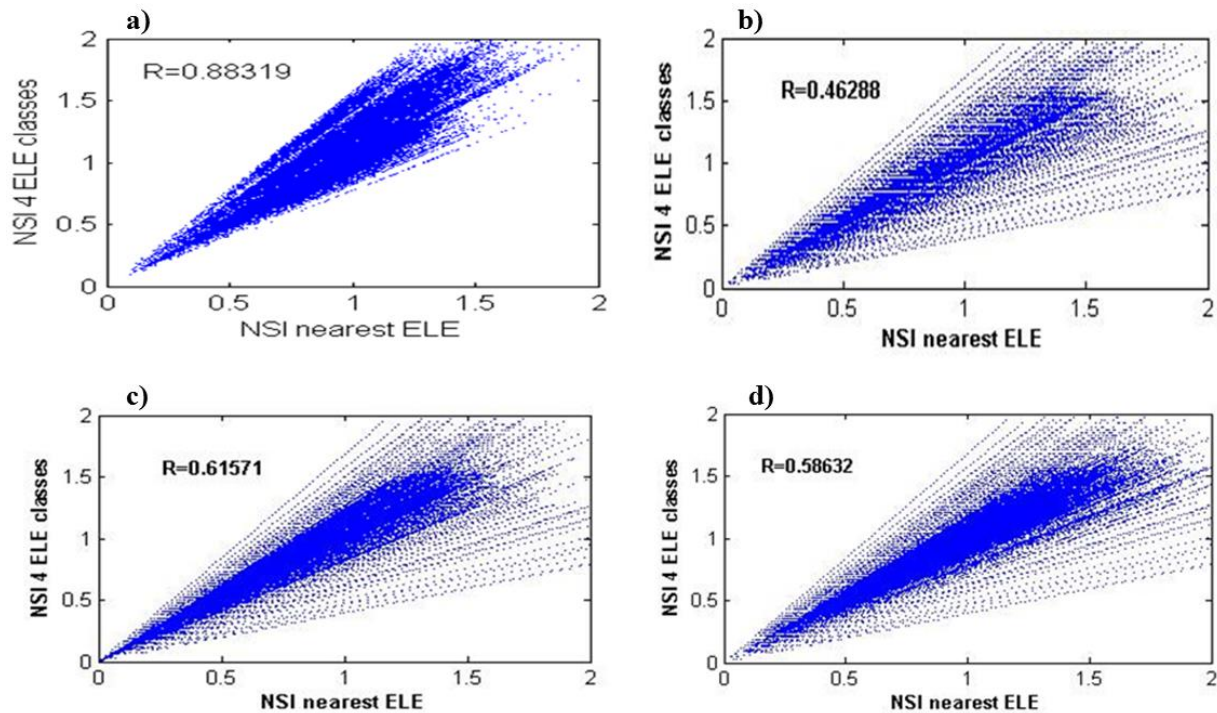 a)
R=0.88319
2
1.5
1
0.5
0
NSI 4 ELE classes
0 0.5 1 1.5 2
NSI nearest ELE
b)
R=0.46288
2
1.5
1
0.5
0
NSI 4 ELE classes
0 0.5 1 1.5 2
NSI nearest ELE
c)
R=0.61571
2
1.5
1
0.5
0
NSI 4 ELE classes
0 0.5 1 1.5 2
NSI nearest ELE
d)
R=0.58632
2
1.5
1
0.5
0
NSI 4 ELE classes
0 0.5 1 1.5 2
NSI nearest ELE